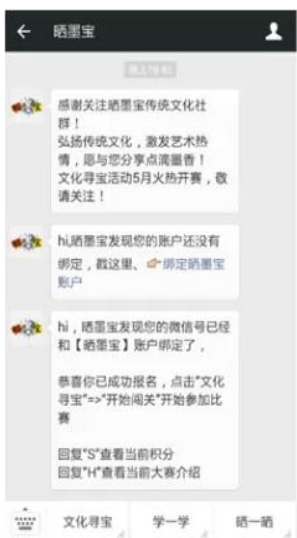 晒墨宝
晚上10:40
感谢关注晒墨宝传统文化社
群！
弘扬传统文化，激发艺术热
情，愿与您分享点滴墨香！
文化寻宝活动5月火热开赛，敬
请关注！
hi,晒墨宝发现您的账户还没有
绑定，戳这里、👉绑定晒墨宝
账户
hi，晒墨宝发现您的微信号已经
和【晒墨宝】账户绑定了，
恭喜你已成功报名，点击"文化
寻宝"=>"开始闯关"开始参加比
赛
回复"S"查看当前积分
回复"H"查看当前大赛介绍
文化寻宝 学一学 晒一晒